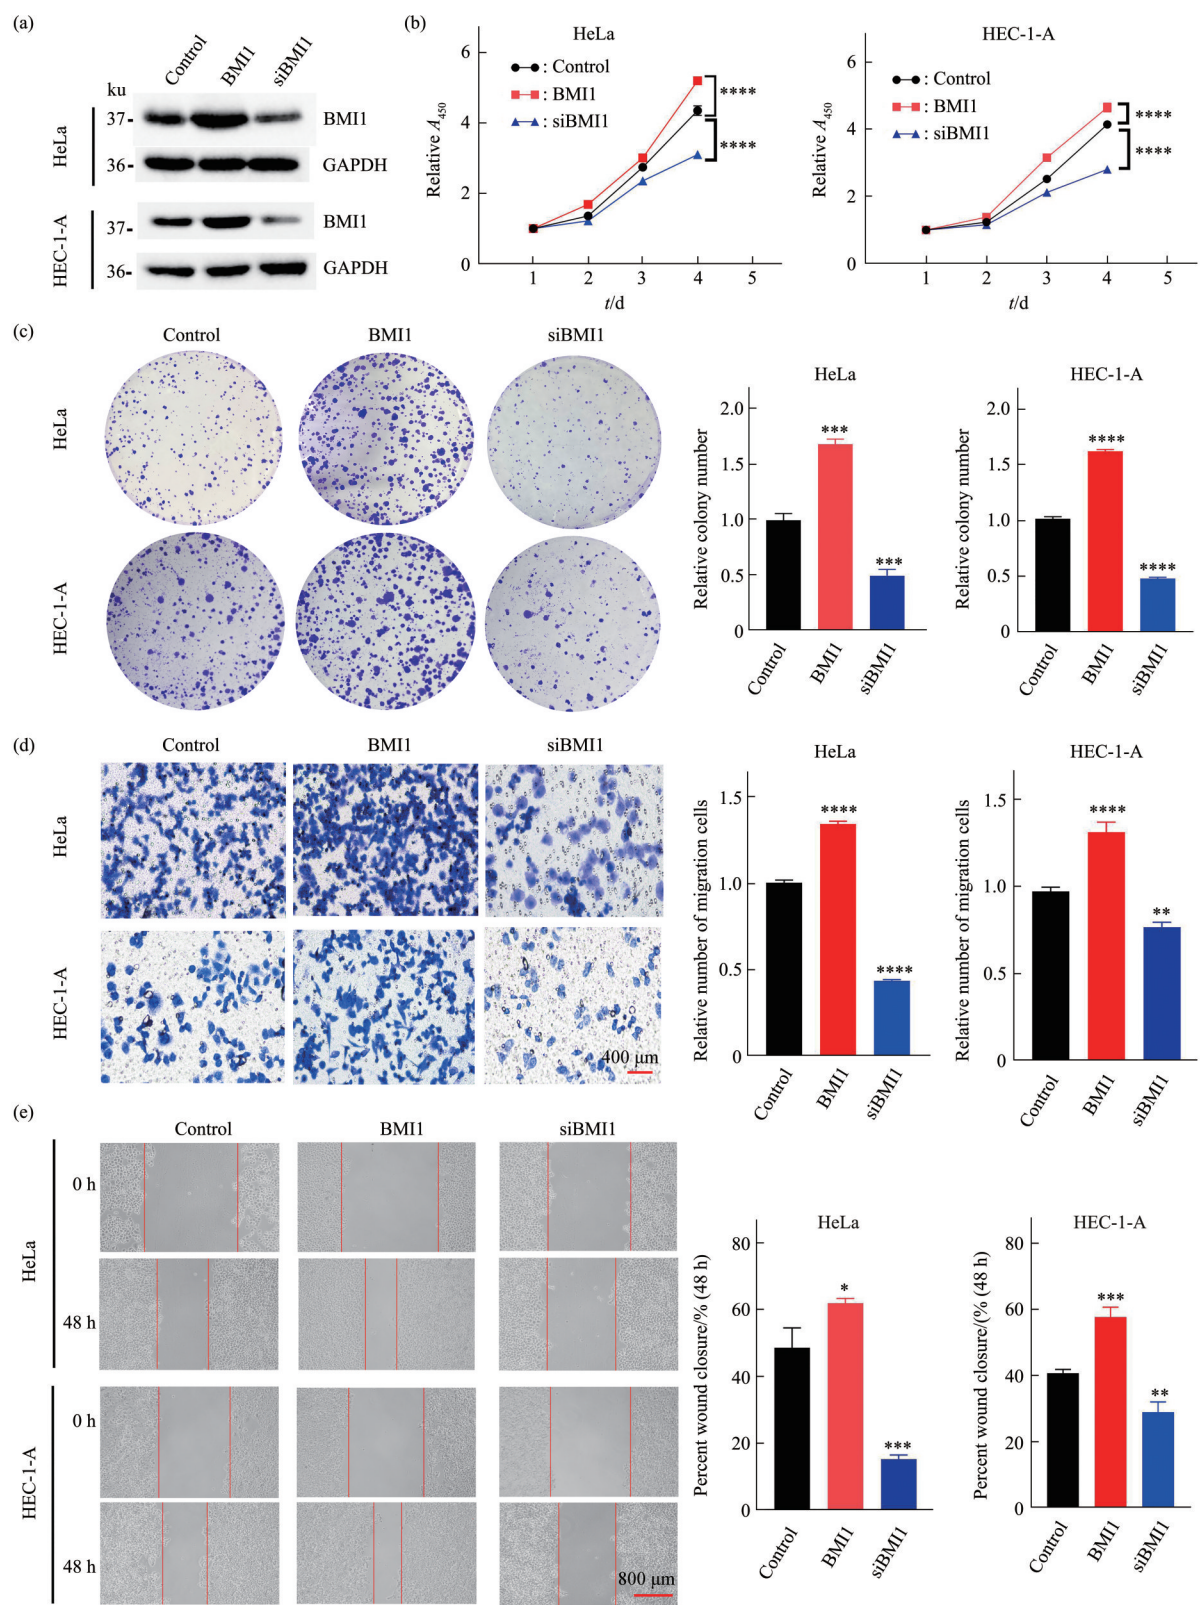 (a)
Control
BMI1
siBMI1
ku
HeLa
37
BMI1
36
GAPDH
HEC-1-A
37
BMI1
36
GAPDH
(b)
HeLa
Relative A450
6
4
2
0
: Control
: BMI1
: siBMI1
****
****
1 2 3 4 5
t/d
HEC-1-A
Relative A450
6
4
2
0
: Control
: BMI1
: siBMI1
****
****
1 2 3 4 5
t/d
(c)
Control
BMI1
siBMI1
HeLa
HEC-1-A
HeLa
Relative colony number
2.0
1.5
1.0
0.5
0
***
***
Control
BMI1
siBMI1
HEC-1-A
Relative colony number
2.0
1.5
1.0
0.5
0
****
****
Control
BMI1
siBMI1
(d)
Control
BMI1
siBMI1
HeLa
HEC-1-A
400 μm
HeLa
Relative number of migration cells
1.5
1.0
0.5
0
****
****
Control
BMI1
siBMI1
HEC-1-A
Relative number of migration cells
1.5
1.0
0.5
0
****
**
Control
BMI1
siBMI1
(e)
Control
BMI1
siBMI1
HeLa
0 h
48 h
HEC-1-A
0 h
48 h
800 μm
HeLa
Percent wound closure/% (48 h)
80
60
40
20
0
*
***
Control
BMI1
siBMI1
HEC-1-A
Percent wound closure/(% (48 h)
80
60
40
20
0
***
**
Control
BMI1
siBMI1